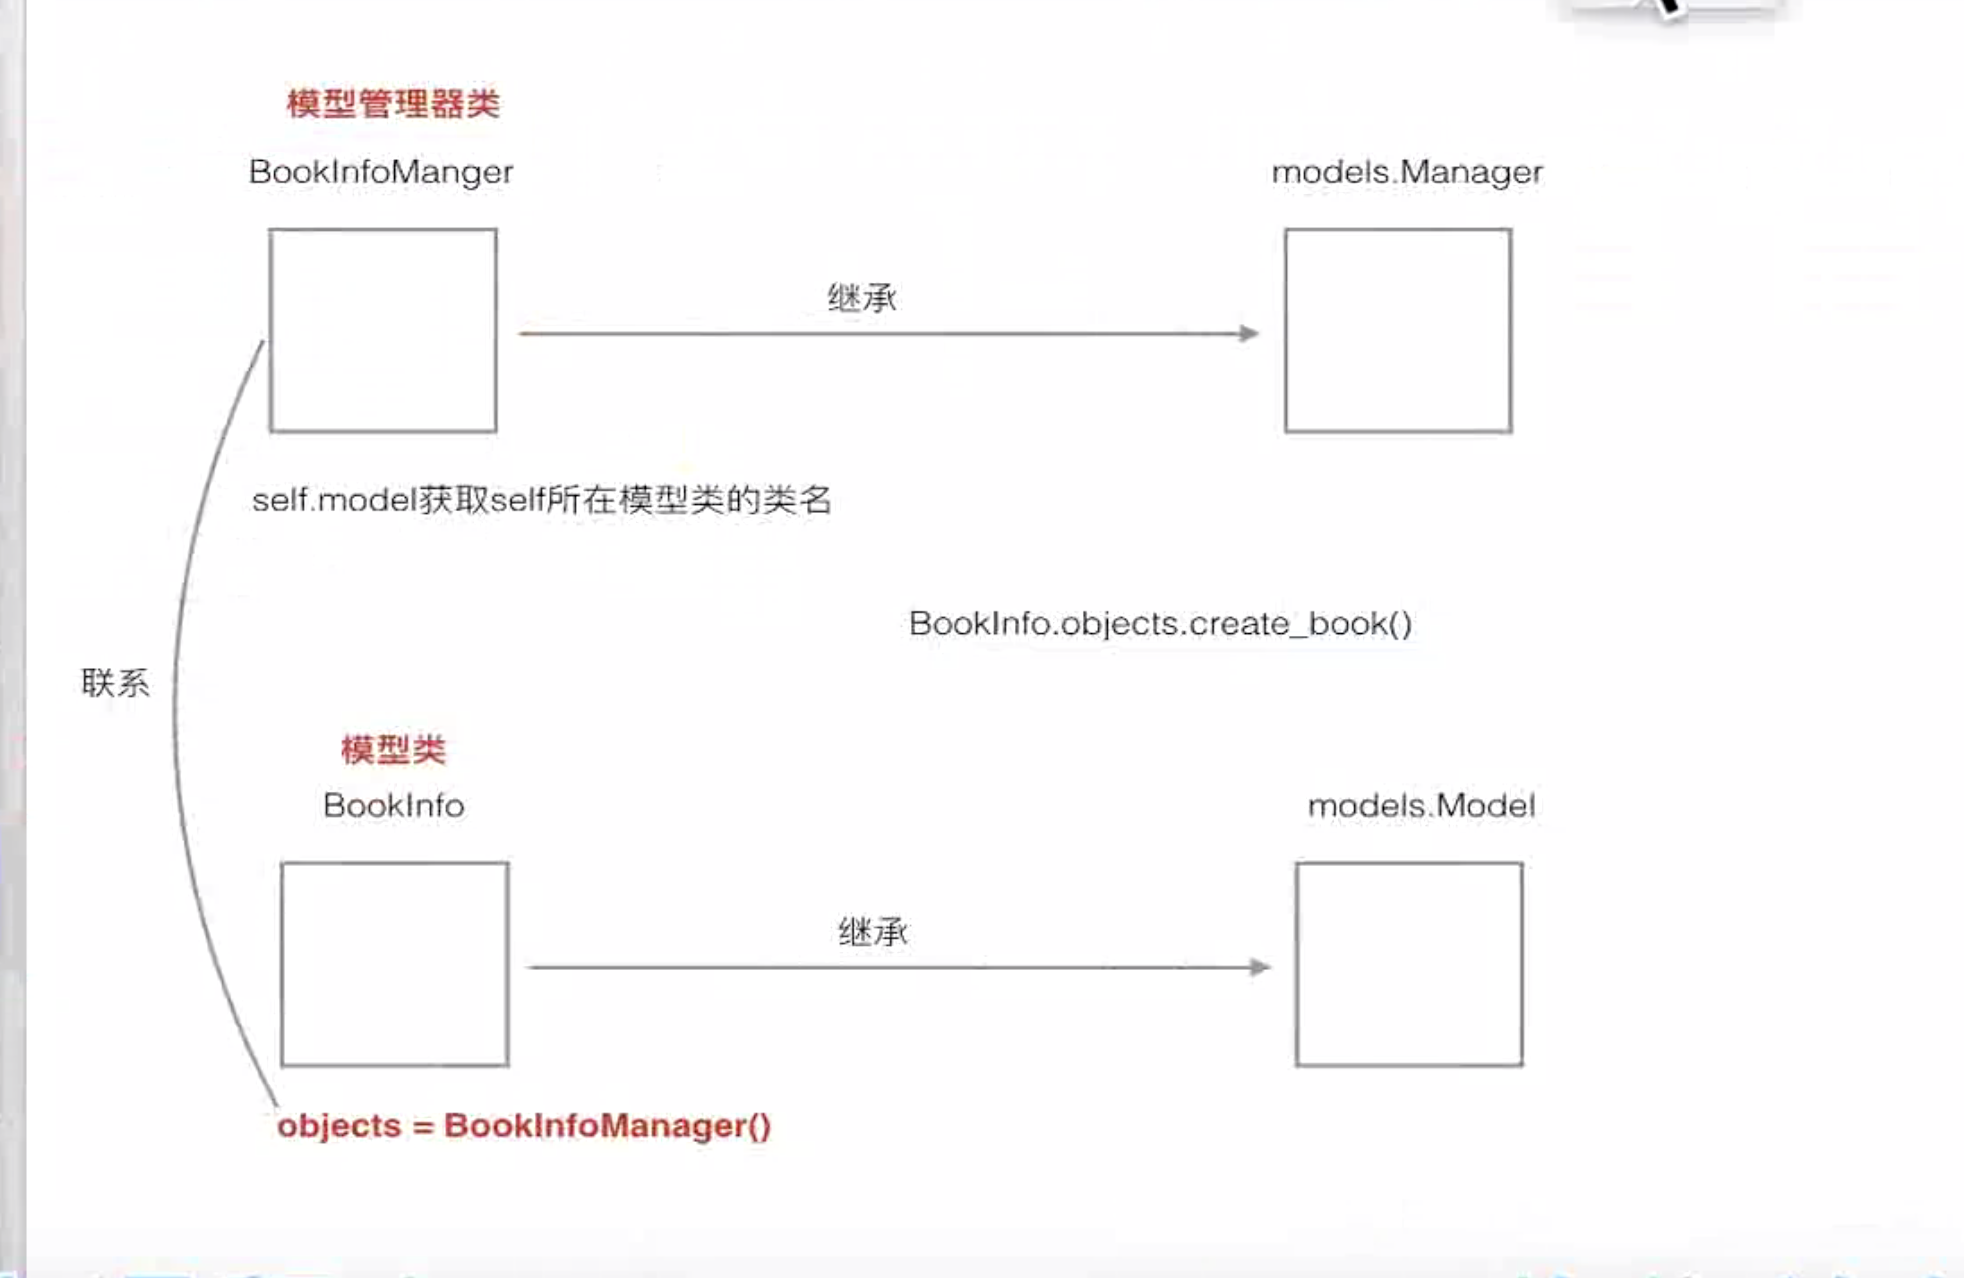 模型管理器类
BookInfoManger
models.Manager
继承
self.model获取self所在模型类的类名
BookInfo.objects.create_book()
联系
模型类
BookInfo
models.Model
继承
objects = BookInfoManager()